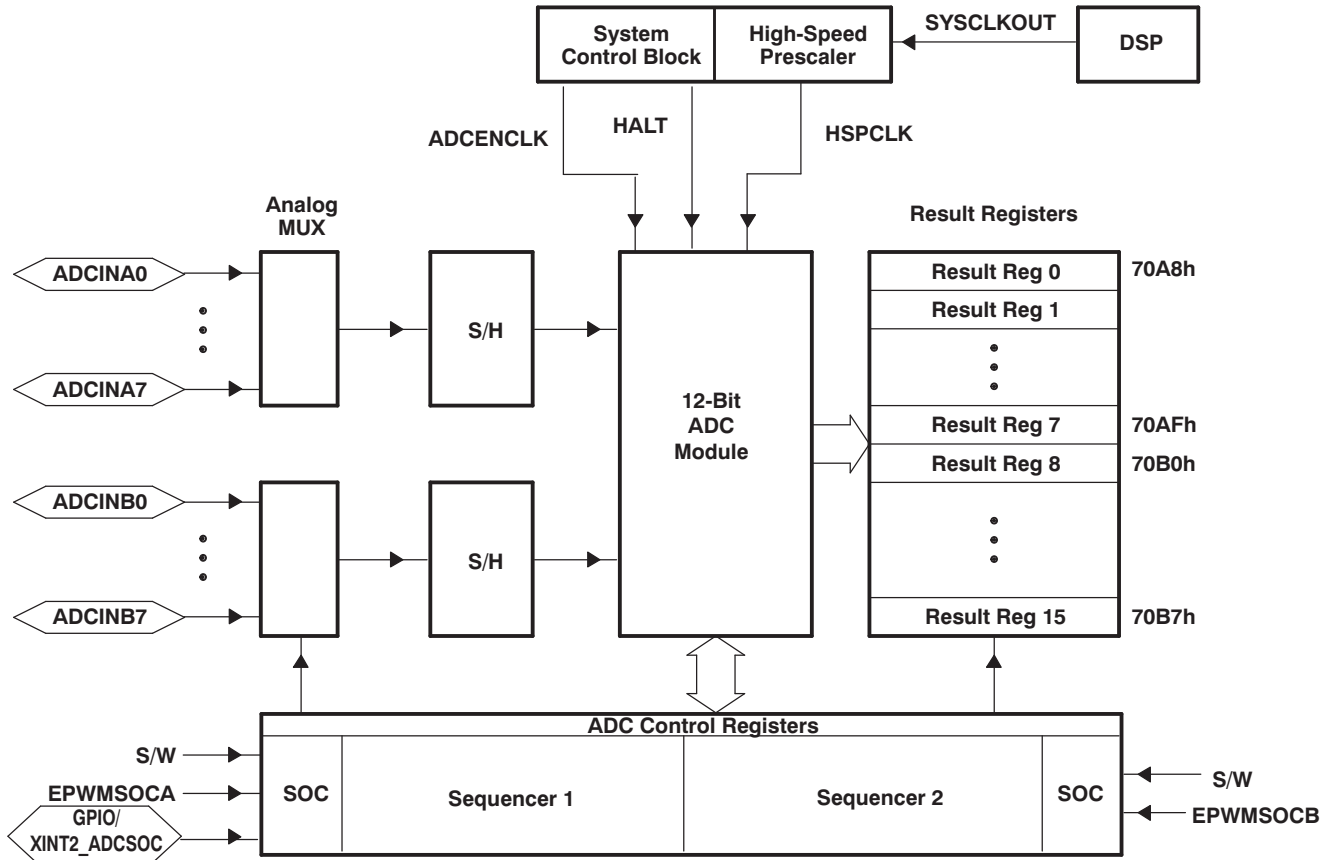 System
Control Block
High-Speed
Prescaler
SYSCLKOUT
DSP
ADCENCLK
HALT
HSPCLK
Analog
MUX
Result Registers
ADCINA0
ADCINA7
S/H
12-Bit
ADC
Module
Result Reg 0
70A8h
Result Reg 1
Result Reg 7
70AFh
Result Reg 8
70B0h
ADCINB0
ADCINB7
S/H
Result Reg 15
70B7h
ADC Control Registers
S/W
EPWMSOCA
GPIO/
XINT2_ADCSOC
SOC
Sequencer 1
Sequencer 2
SOC
S/W
EPWMSOCB